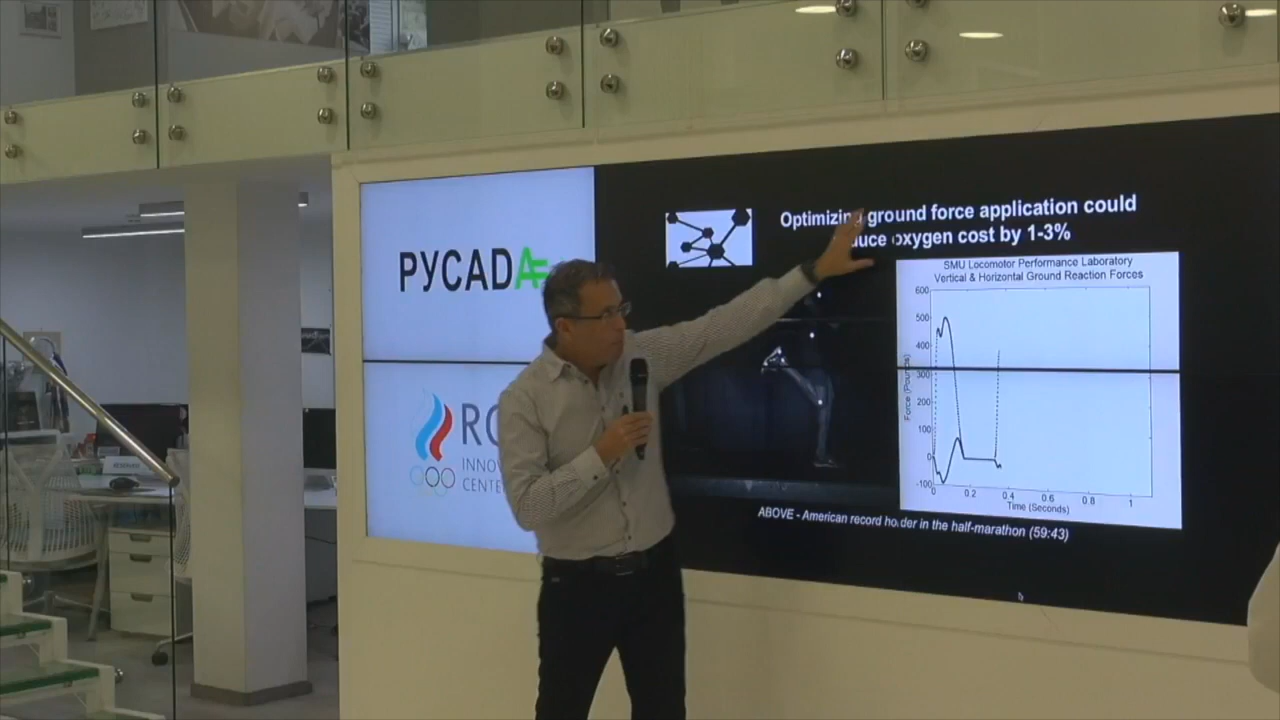 РУСАДА
RO
INNOV
CENTE
Optimizing ground force application could
uce oxygen cost by 1-3%
SMU Locomotor Performance Laboratory
Vertical & Horizontal Ground Reaction Forces
600
500
400
300
200
100
0
-100
Force (Pounds)
0 0.2 0.4 0.6 0.8 1
Time (Seconds)
ABOVE - American record holder in the half-marathon (59:43)
RESERVED